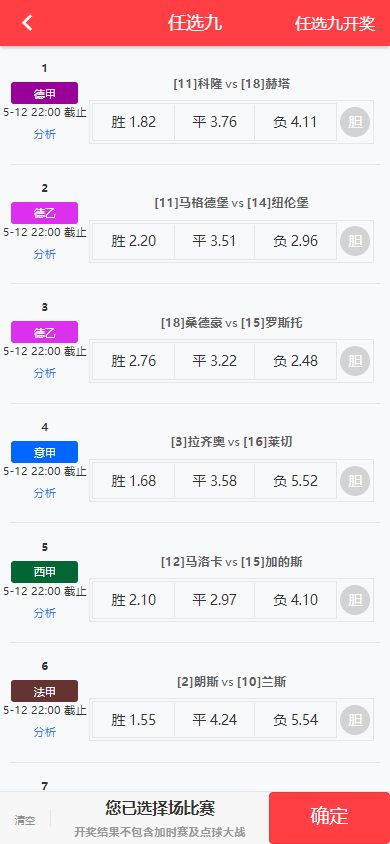 任选九
任选九开奖
1
德甲
5-12 22:00 截止
分析
[11]科隆 vs [18]赫塔
胜 1.82 平 3.76 负 4.11 胆
2
德乙
5-12 22:00 截止
分析
[11]马格德堡 vs [14]纽伦堡
胜 2.20 平 3.51 负 2.96 胆
3
德乙
5-12 22:00 截止
分析
[18]桑德豪 vs [15]罗斯托
胜 2.76 平 3.22 负 2.48 胆
4
意甲
5-12 22:00 截止
分析
[3]拉齐奥 vs [16]莱切
胜 1.68 平 3.58 负 5.52 胆
5
西甲
5-12 22:00 截止
分析
[12]马洛卡 vs [15]加的斯
胜 2.10 平 2.97 负 4.10 胆
6
法甲
5-12 22:00 截止
分析
[2]朗斯 vs [10]兰斯
胜 1.55 平 4.24 负 5.54 胆
7
清空
您已选择场比赛
开奖结果不包含加时赛及点球大战
确定